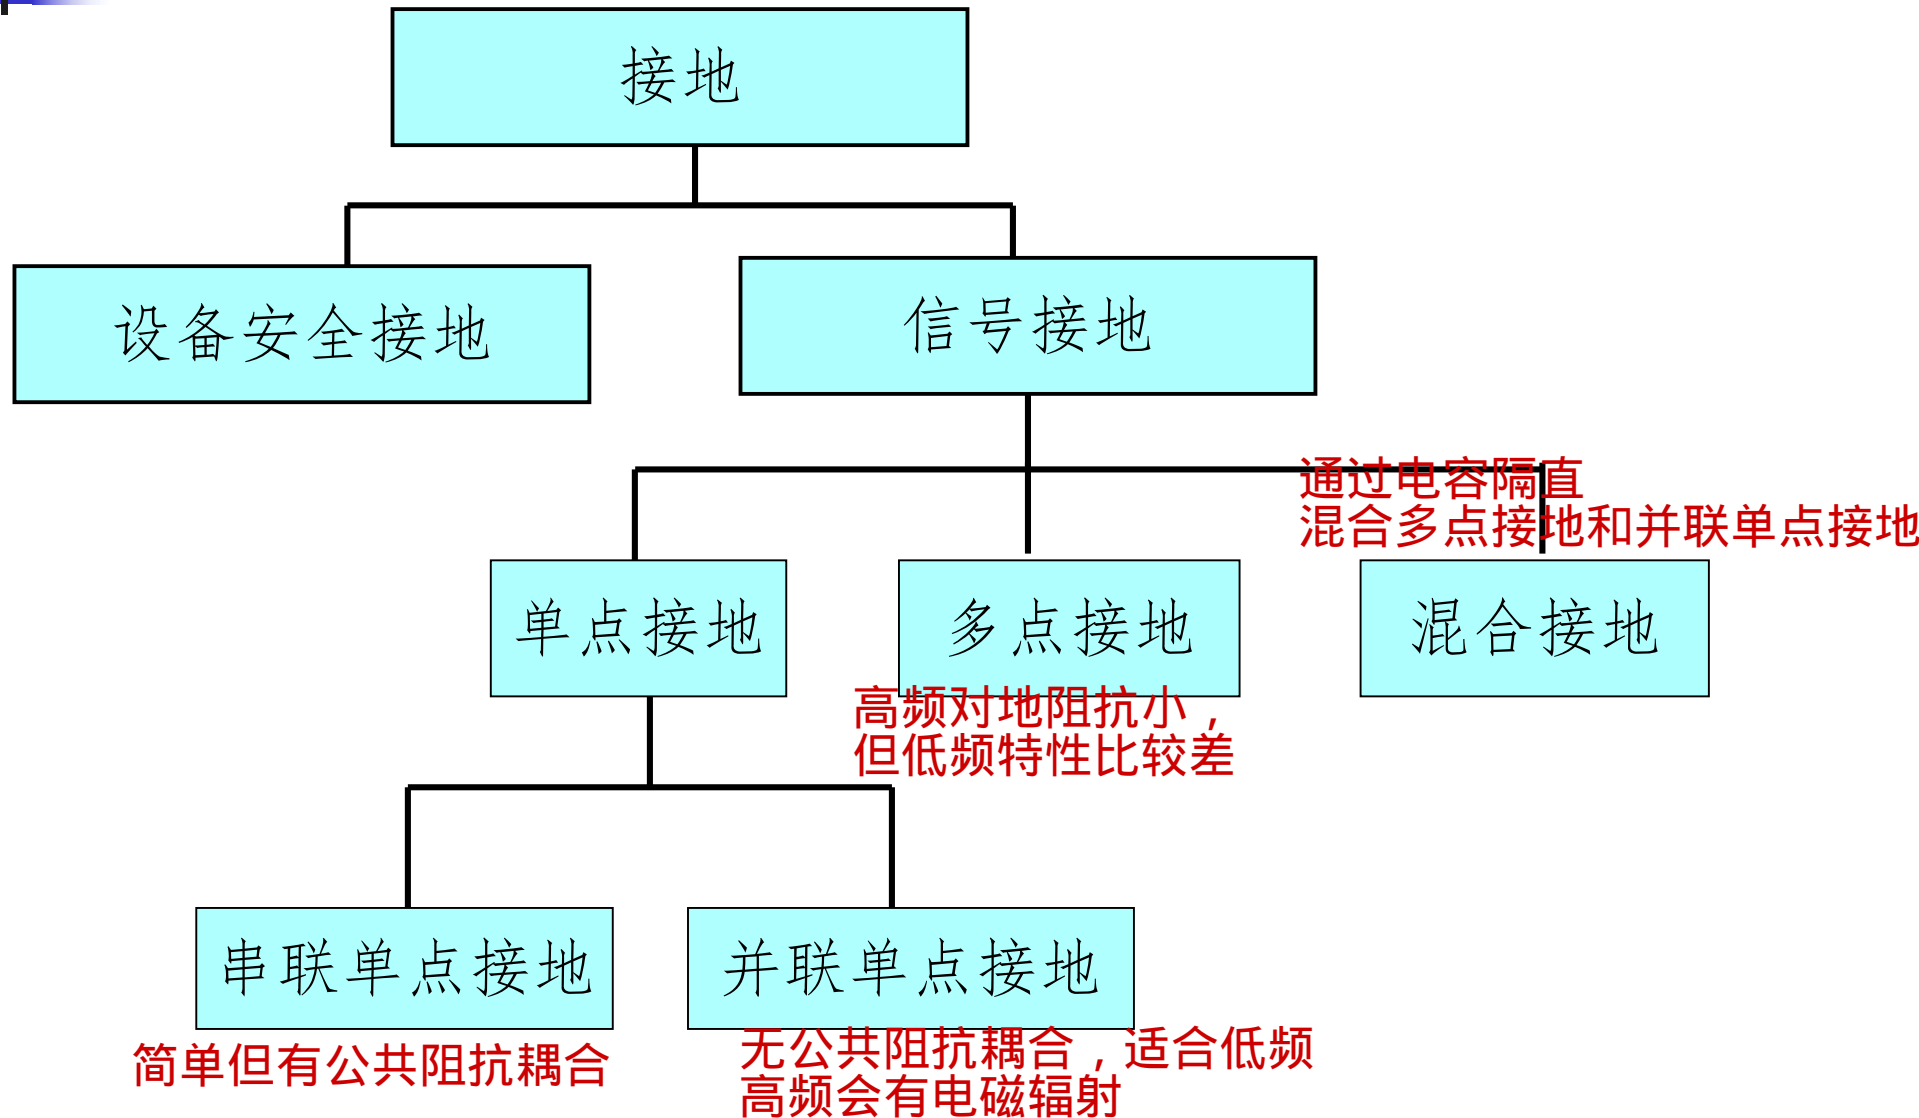 接地
设备安全接地
信号接地
通过电容隔直
混合多点接地和并联单点接地
单点接地
多点接地
混合接地
高频对地阻抗小，
但低频特性比较差
串联单点接地
并联单点接地
简单但有公共阻抗耦合
无公共阻抗耦合，适合低频
高频会有电磁辐射